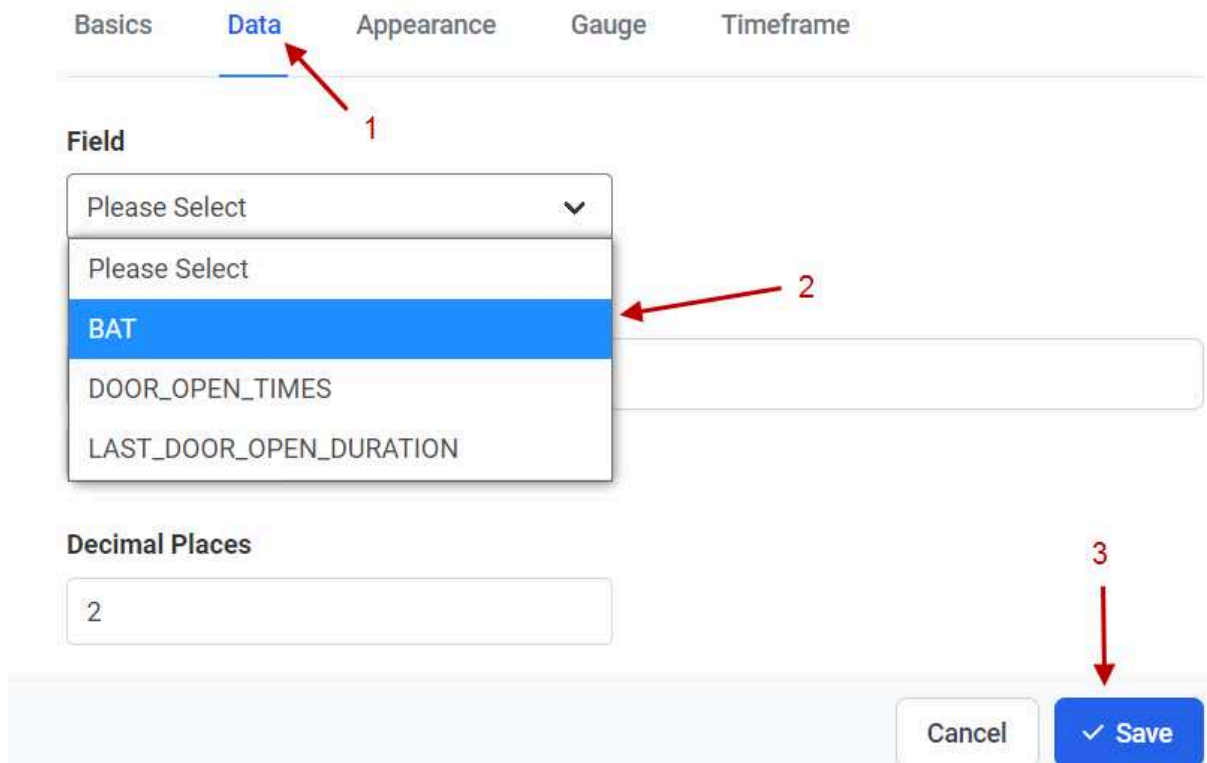 Basics Data Appearance Gauge Timeframe
1
Field
Please Select
Please Select
2
BAT
DOOR_OPEN_TIMES
LAST_DOOR_OPEN_DURATION
Decimal Places
3
2
Cancel Save